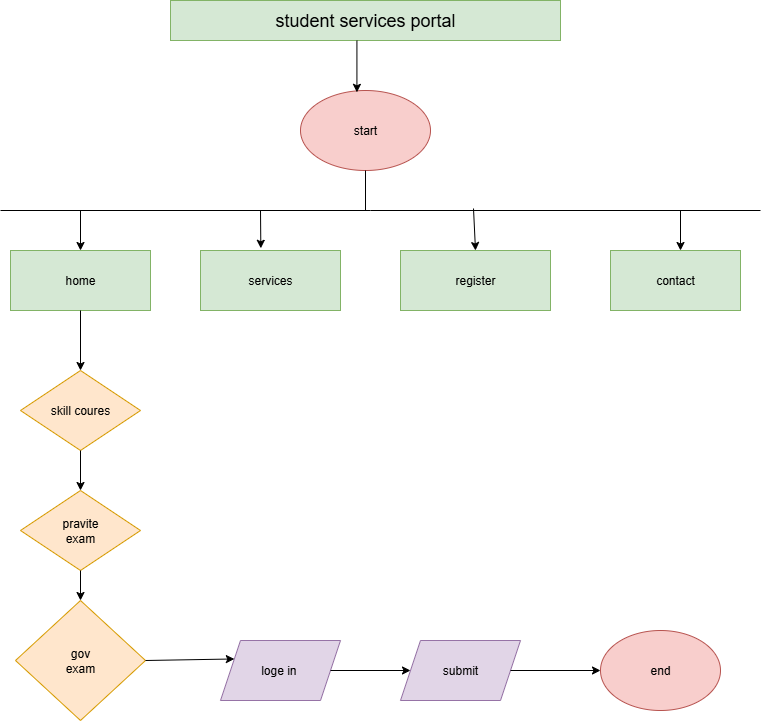 student services portal
start
home
services
register
contact
skill coures
pravite
exam
gov
exam
loge in
submit
end